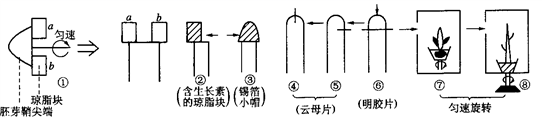 a
匀速
b
①
胚芽鞘尖端
琼脂块
a b
②
(含生长素
的琼脂块)
③
(锡箔
小帽)
④ ⑤ ⑥
(云母片) (明胶片)
⑦ ⑧
匀速旋转